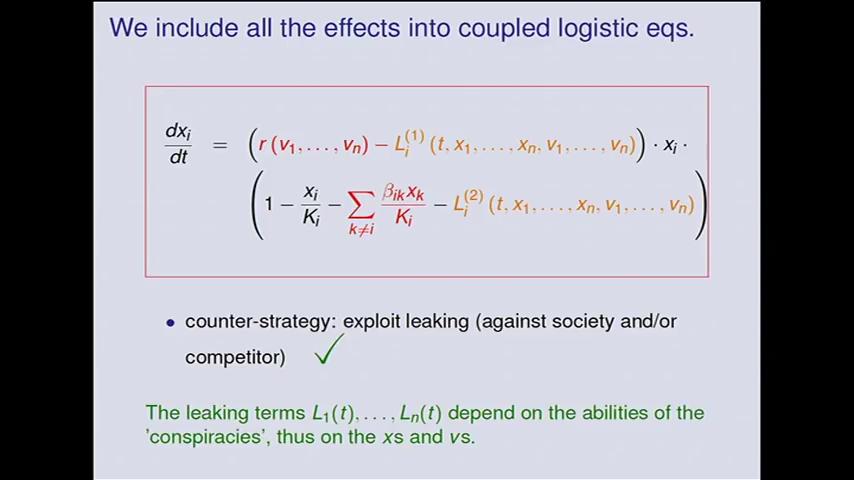 We include all the effects into coupled logistic eqs.
dx_i/dt = (r(v_1, . . . , v_n) − L_i^(1)(t, x_1, . . . , x_n, v_1, . . . , v_n)) · x_i ·
(1 − x_i/K_i − ∑_{k≠i} β_{ik}x_k/K_i − L_i^(2)(t, x_1, . . . , x_n, v_1, . . . , v_n))
• counter-strategy: exploit leaking (against society and/or
competitor) ✓
The leaking terms L_1(t), . . . , L_n(t) depend on the abilities of the
’conspiracies’, thus on the xs and vs.